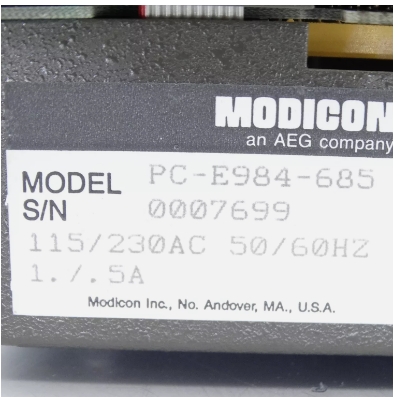 MODICON
an AEG company
MODEL PC-E984-685
S/N 0007699
115/230AC 50/60HZ
1./.5A
Modicon Inc., No. Andover, MA., U.S.A.